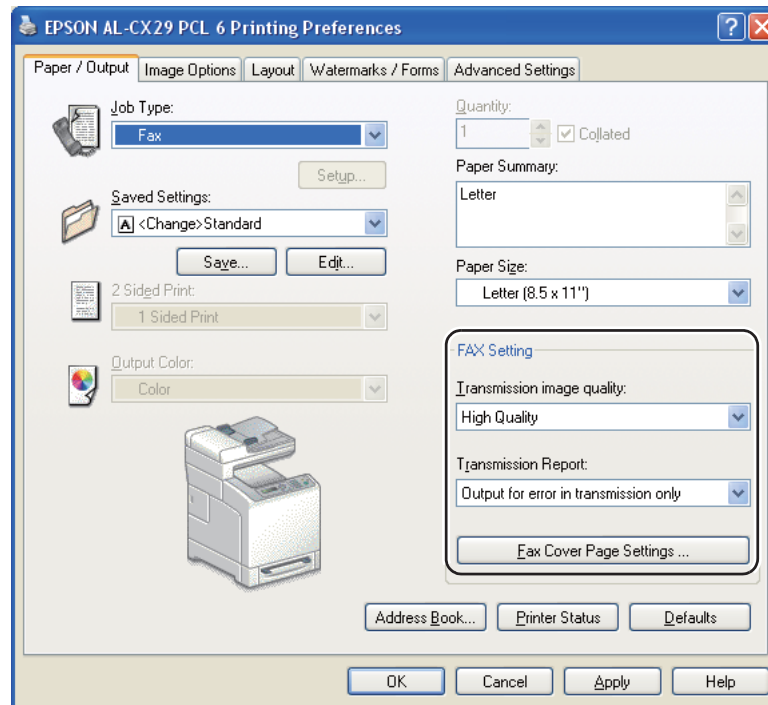 EPSON AL-CX29 PCL 6 Printing Preferences
Paper / Output
Image Options
Layout
Watermarks / Forms
Advanced Settings
Job Type:
Fax
Setup...
Saved Settings:
A <Change>Standard
Save...
Edit...
2 Sided Print:
1 Sided Print
Output Color:
Color
Quantity:
1
Collated
Paper Summary:
Letter
Paper Size:
Letter (8.5 x 11")
FAX Setting
Transmission image quality:
High Quality
Transmission Report:
Output for error in transmission only
Fax Cover Page Settings ...
Address Book...
Printer Status
Defaults
OK
Cancel
Apply
Help